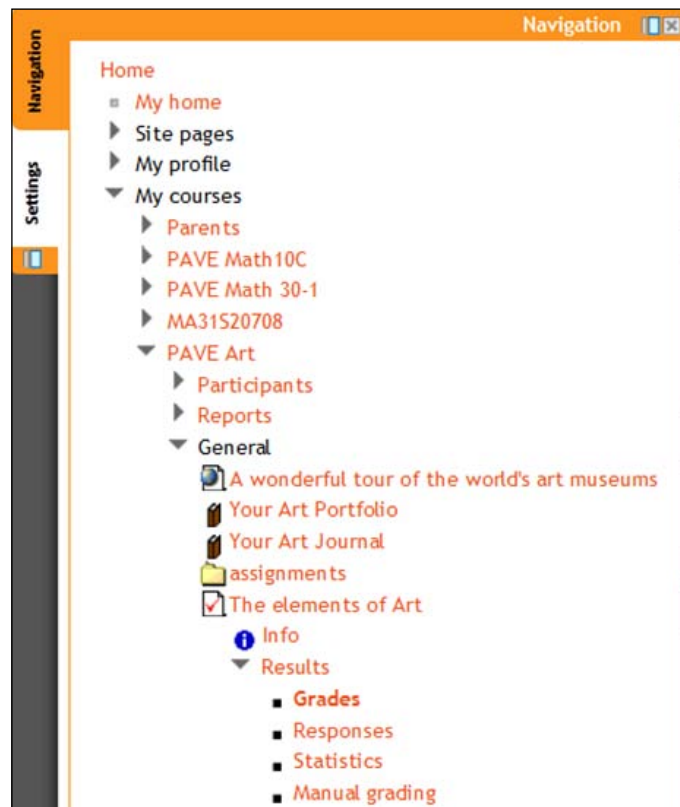 Navigation
Navigation
Settings
Home
My home
Site pages
My profile
My courses
Parents
PAVE Math10C
PAVE Math 30-1
MA31S20708
PAVE Art
Participants
Reports
General
A wonderful tour of the world's art museums
Your Art Portfolio
Your Art Journal
assignments
The elements of Art
Info
Results
Grades
Responses
Statistics
Manual grading